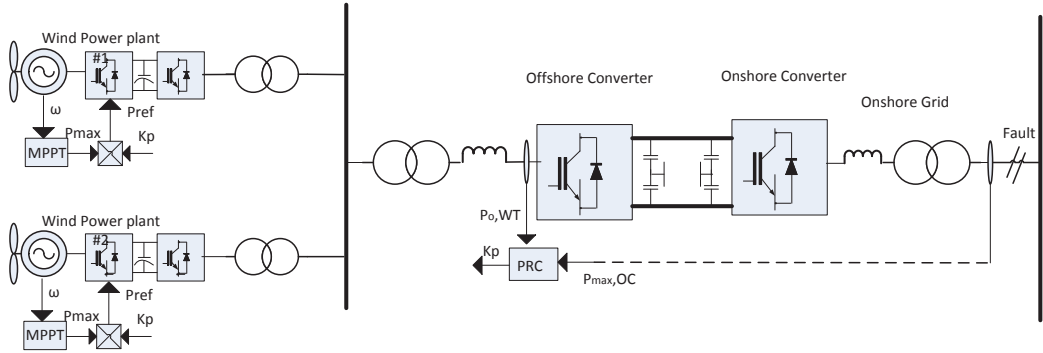 Wind Power plant
#1
ω
Pref
Pmax
Kp
MPPT
Wind Power plant
#2
ω
Pref
Pmax
Kp
MPPT
Offshore Converter
Onshore Converter
Onshore Grid
Fault
Po,WT
Kp
PRC
Pmax,OC